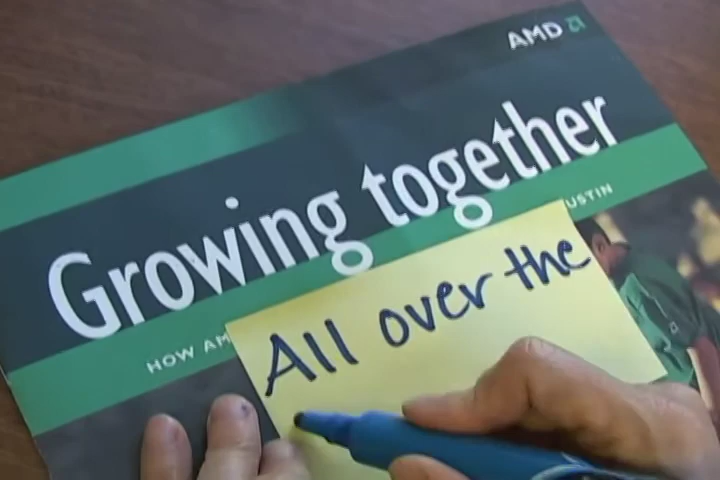 AMD
Growing together
HOW AM
USTIN
All over the